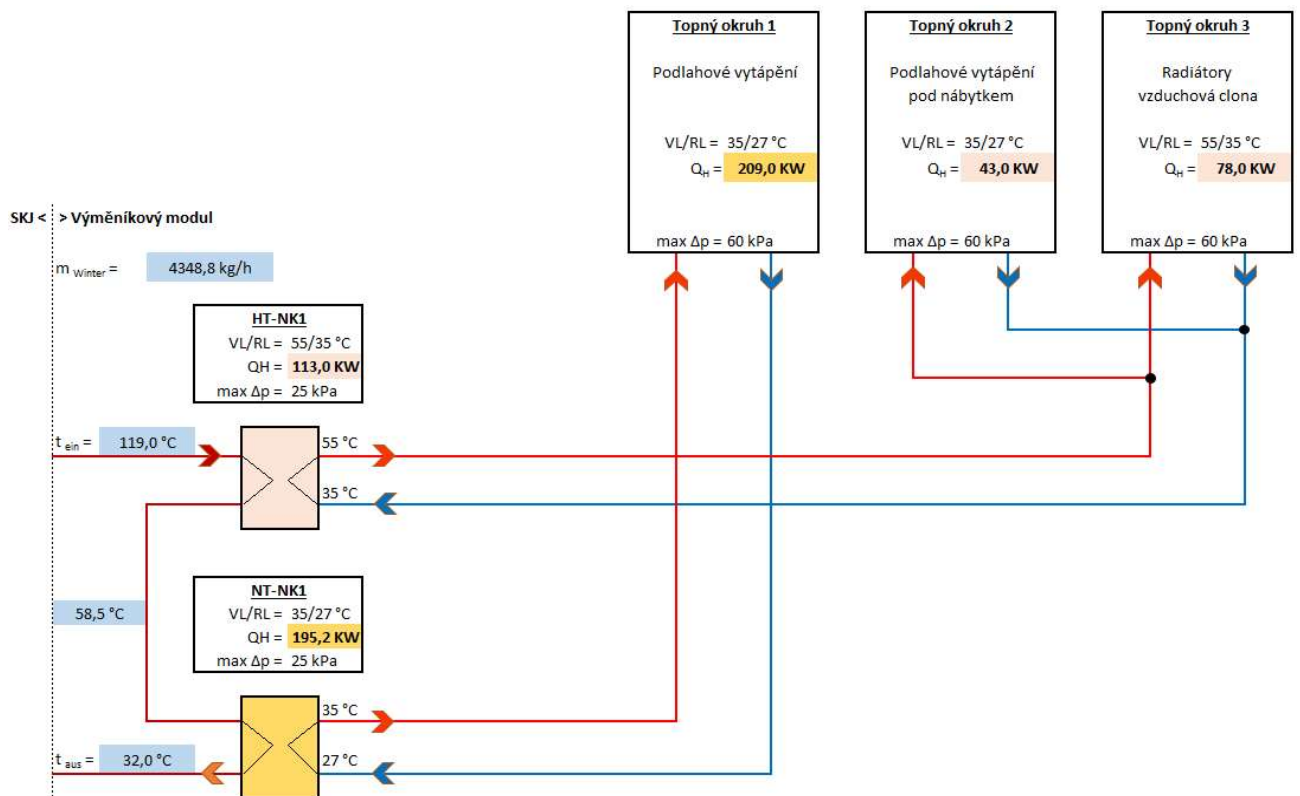 Topný okruh 1
Podlahové vytápění
VL/RL = 35/27 °C
QH = 209,0 KW
max Δp = 60 kPa
Topný okruh 2
Podlahové vytápění
pod nábytkem
VL/RL = 35/27 °C
QH = 43,0 KW
max Δp = 60 kPa
Topný okruh 3
Radiátory
vzduchová clona
VL/RL = 55/35 °C
QH = 78,0 KW
max Δp = 60 kPa
SKJ < > Výměníkový modul
m Winter = 4348,8 kg/h
HT-NK1
VL/RL = 55/35 °C
QH = 113,0 KW
max Δp = 25 kPa
t ein = 119,0 °C
55 °C
35 °C
58,5 °C
NT-NK1
VL/RL = 35/27 °C
QH = 195,2 KW
max Δp = 25 kPa
35 °C
t aus = 32,0 °C
27 °C